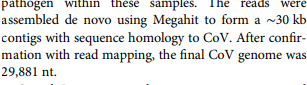 pathogen within these samples. The reads were
assembled de novo using Megahit to form a ~30 kb
contigs with sequence homology to CoV. After confir-
mation with read mapping, the final CoV genome was
29,881 nt.